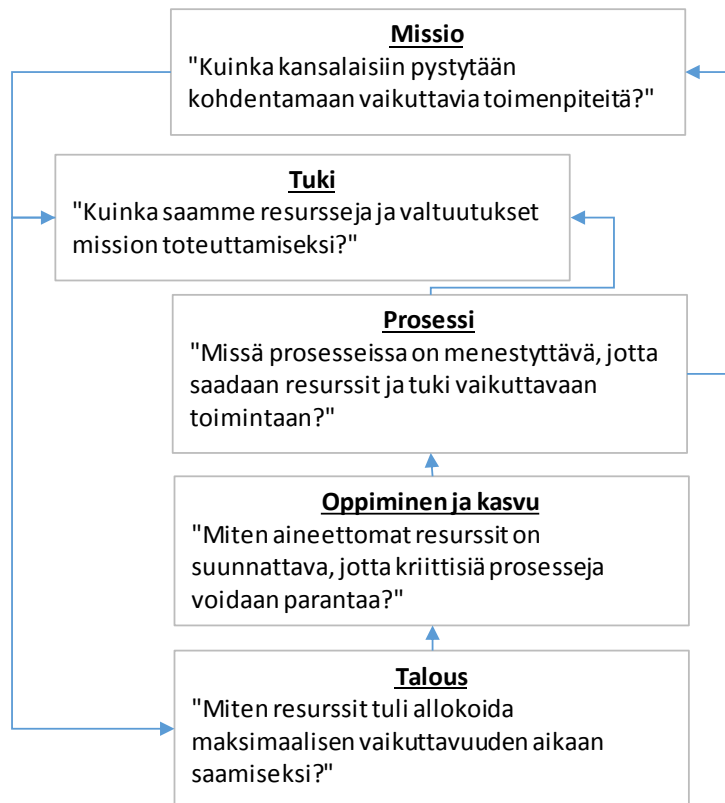 Missio
"Kuinka kansalaisiin pystytään
kohdentamaan vaikuttavia toimenpiteitä?"
Tuki
"Kuinka saamme resursseja ja valtuutukset
mission toteuttamiseksi?"
Prosessi
"Missä prosesseissa on menestyttävä, jotta
saadaan resurssit ja tuki vaikuttavaan
toimintaan?"
Oppiminen ja kasvu
"Miten aineettomat resurssit on
suunnattava, jotta kriittisiä prosesseja
voidaan parantaa?"
Talous
"Miten resurssit tuli allokoida
maksimaalisen vaikuttavuuden aikaan
saamiseksi?"